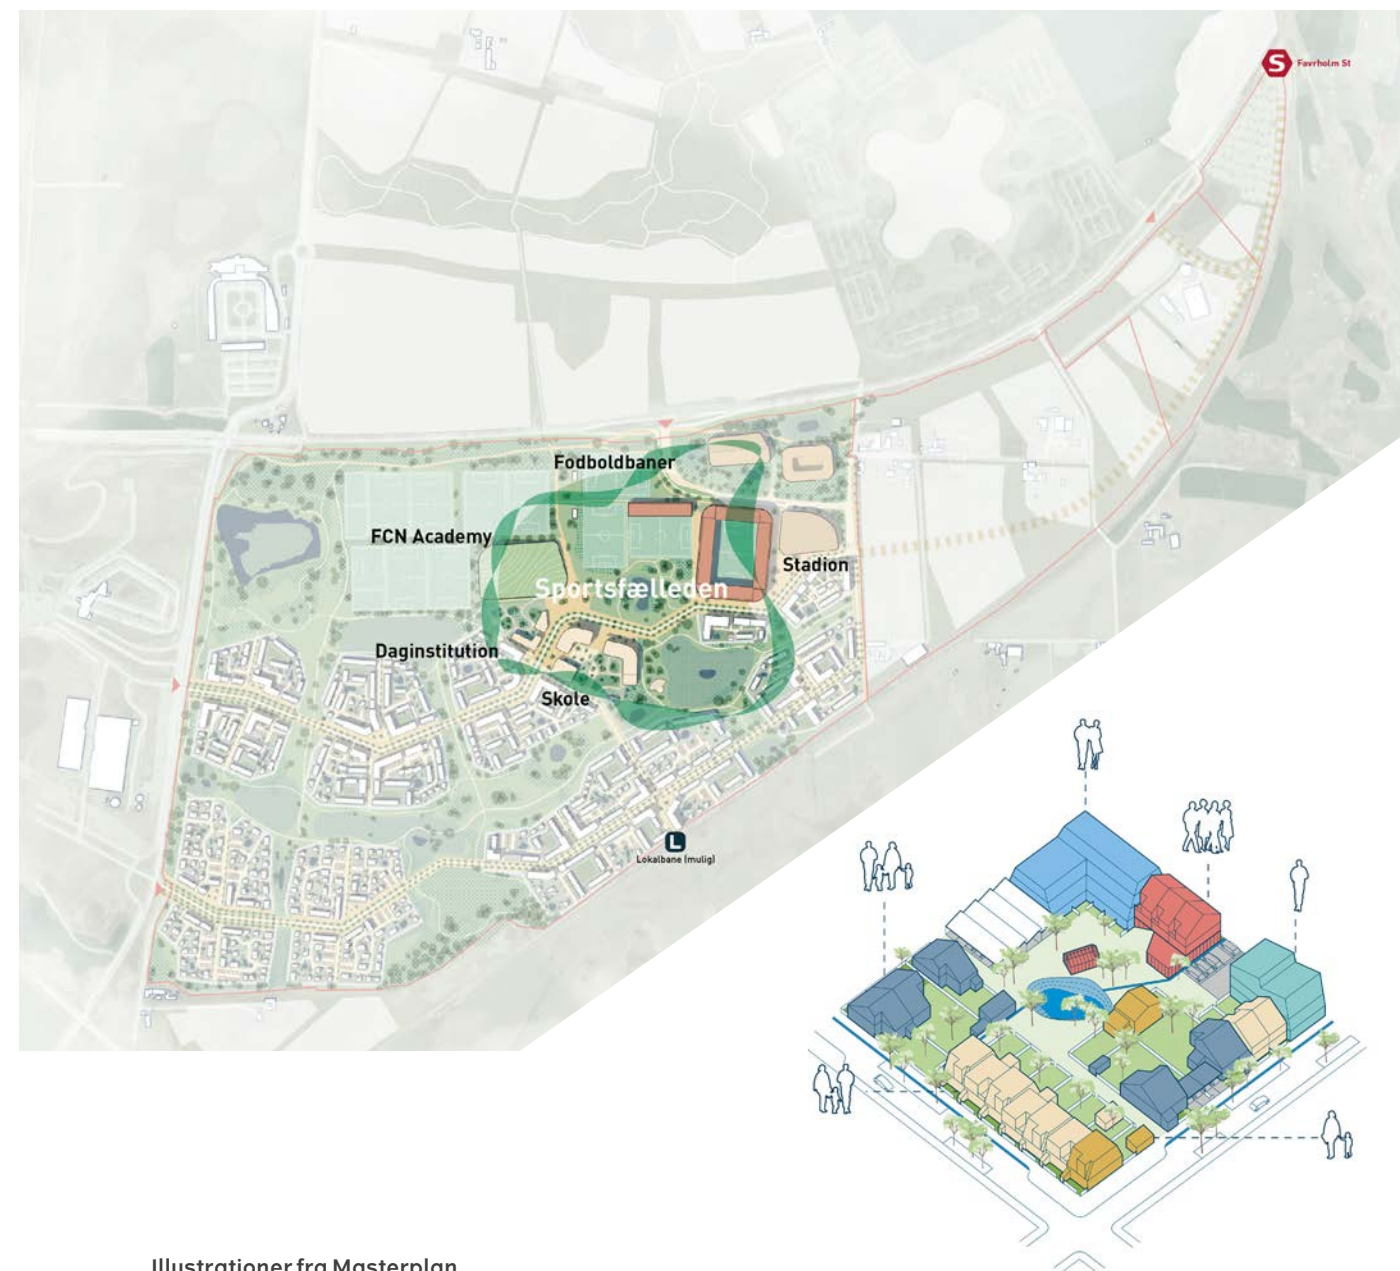 S Favrholm St
Fodboldbaner
FCN Academy
Stadion
Sportsfælleden
Daginstitution
Skole
L
Lokalbane (mulig)
Illustrationer fra Masterplan